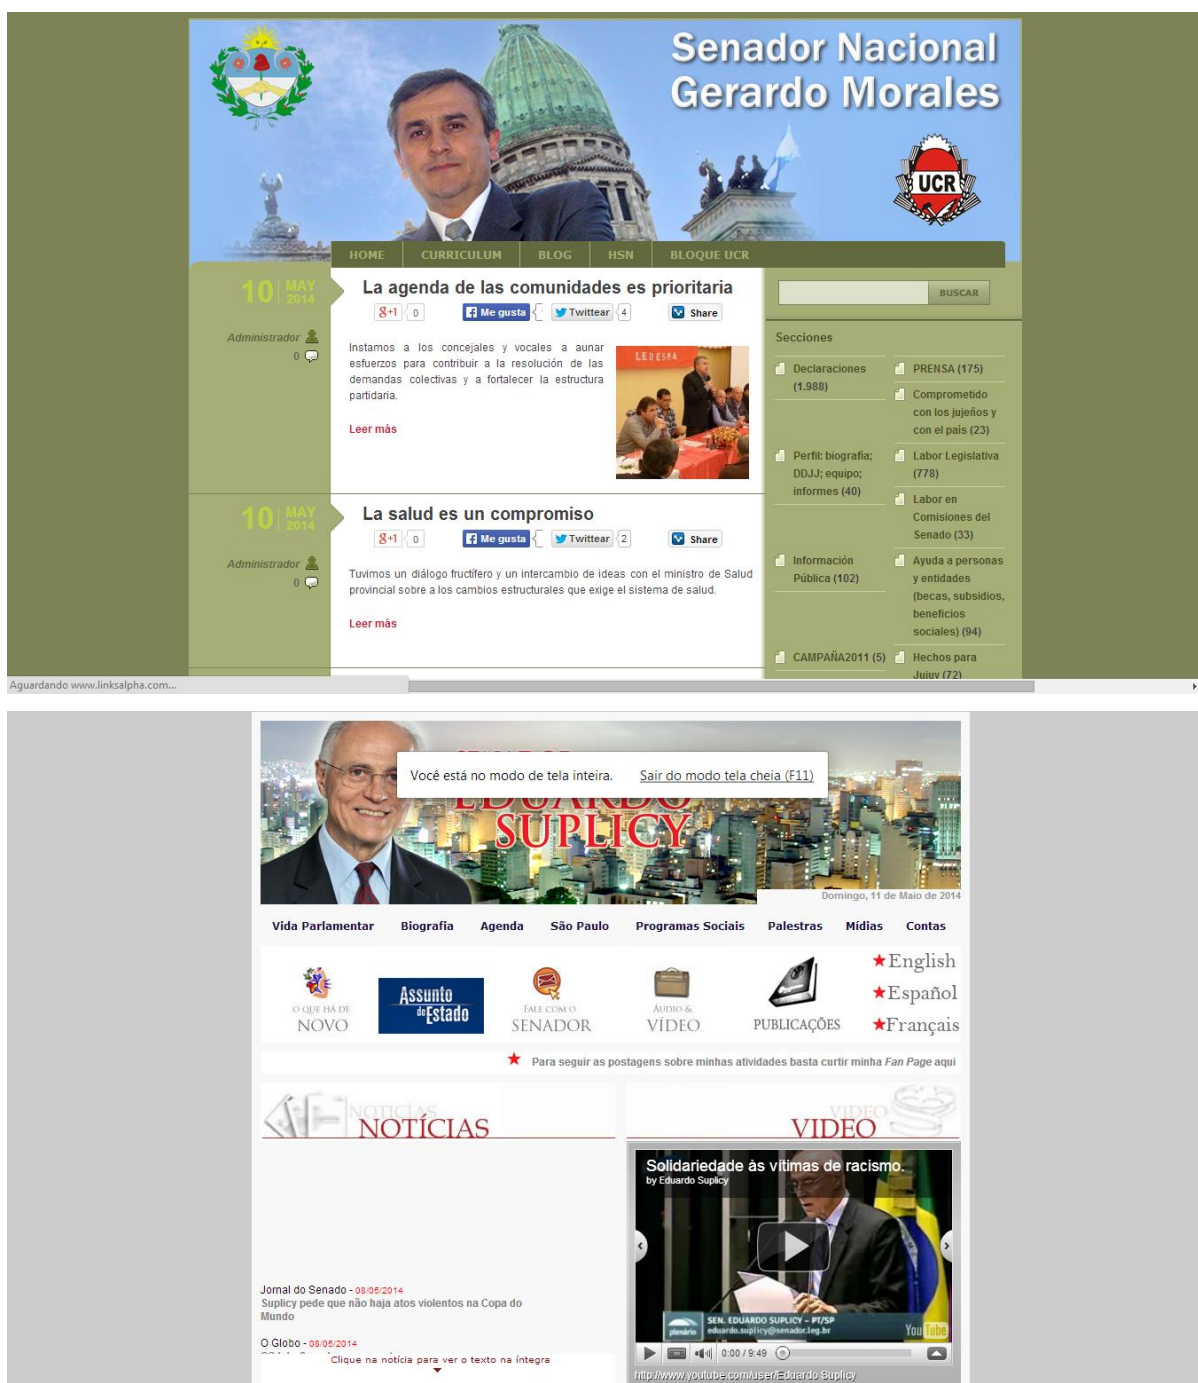 Senador Nacional
Gerardo Morales
UCR
HOME CURRICULUM BLOG HSN BLOQUE UCR
10 MAY 2014
La agenda de las comunidades es prioritaria
g+1 0 Me gusta Twittear 4 Share
Administrador
0
Instamos a los concejales y vocales a aunar
esfuerzos para contribuir a la resolución de las
demandas colectivas y a fortalecer la estructura
partidaria.
LEDESMA
Leer más
10 MAY 2014
La salud es un compromiso
g+1 0 Me gusta Twittear 2 Share
Administrador
0
Tuvimos un diálogo fructífero y un intercambio de ideas con el ministro de Salud
provincial sobre a los cambios estructurales que exige el sistema de salud.
Leer más
BUSCAR
Secciones
Declaraciones
(1.988)
PRENSA (175)
Comprometido
con los jujeños y
con el pais (23)
Perfil: biografia;
DDJJ; equipo;
informes (40)
Labor Legislativa
(778)
Labor en
Comisiones del
Senado (33)
Información
Pública (102)
Ayuda a personas
y entidades
(becas, subsidios,
beneficios
sociales) (94)
CAMPAÑA2011 (5)
Hechos para
Jujuy (72)
Aguardando www.linksalpha.com...
Você está no modo de tela inteira. Sair do modo tela cheia (F11)
EDUARDO
SUPLICY
Domingo, 11 de Maio de 2014
Vida Parlamentar Biografia Agenda São Paulo Programas Sociais Palestras Mídias Contas
O QUE HÁ DE
NOVO
Assunto
de Estado
FALE COM O
SENADOR
ÁUDIO &
VÍDEO
PUBLICAÇÕES
English
Español
Français
Para seguir as postagens sobre minhas atividades basta curtir minha Fan Page aqui
NOTÍCIAS
NOTÍCIAS
VIDEO
VIDEO
Solidariedade às vítimas de racismo.
by Eduardo Suplicy
plenário
SEN. EDUARDO SUPLICY – PT/SP
eduardo.suplicy@senador.leg.br
YouTube
0:00 / 9:49
http://www.youtube.com/user/Eduardo Suplicy
Jornal do Senado - 08/05/2014
Suplicy pede que não haja atos violentos na Copa do
Mundo
O Globo - 08/05/2014
Clique na notícia para ver o texto na íntegra